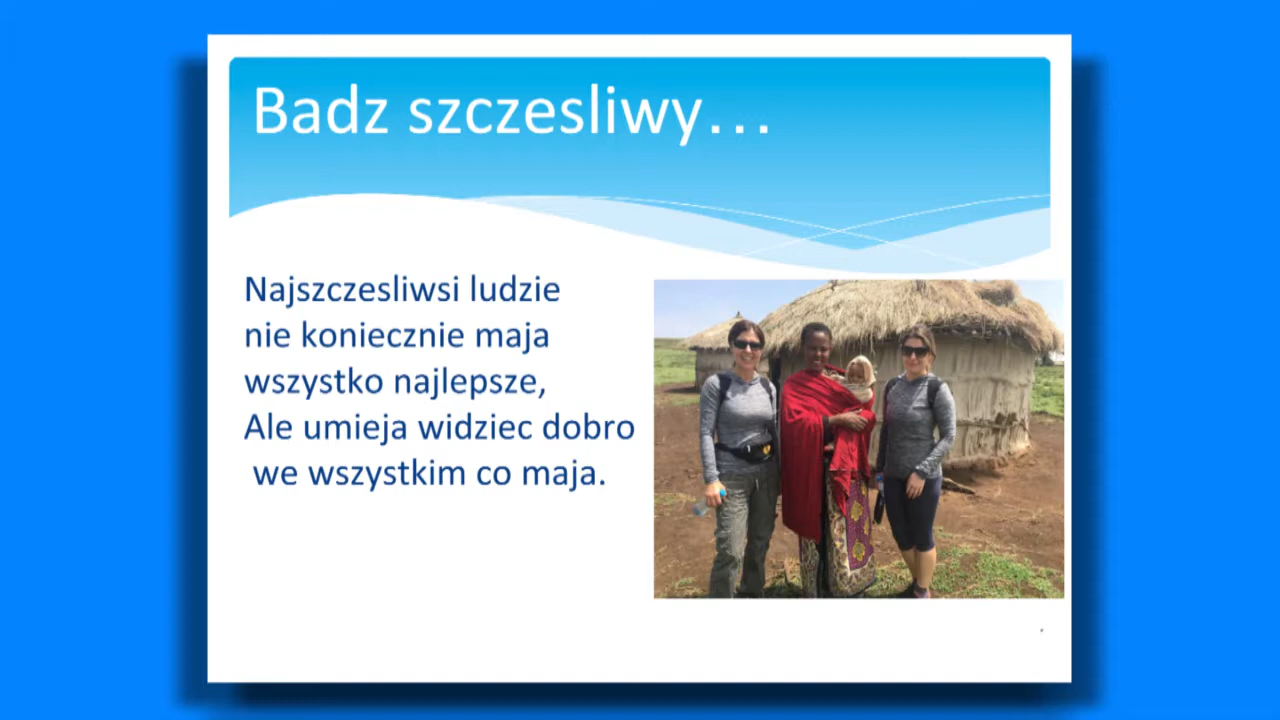 Badz szczesliwy...
Najszczesliwsi ludzie
nie koniecznie maja
wszystko najlepsze,
Ale umieja widziec dobro
we wszystkim co maja.